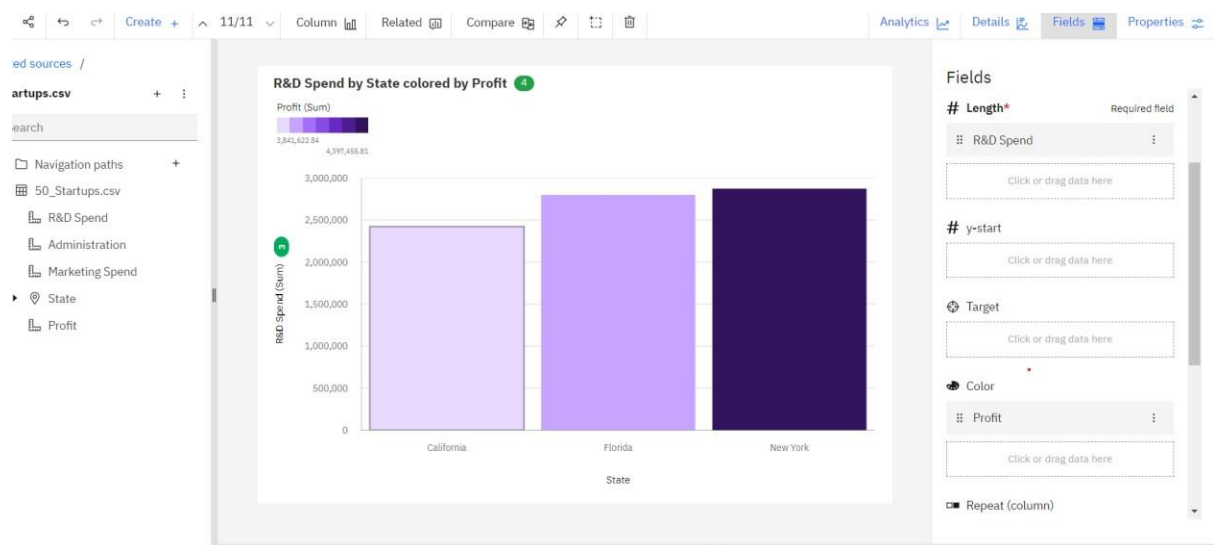 Create + 11/11 Column Related Compare Analytics Details Fields Properties
ed sources /
artups.csv + ⋮
earch
Navigation paths +
50_Startups.csv
R&D Spend
Administration
Marketing Spend
State
Profit
R&D Spend by State colored by Profit 4
Profit (Sum)
3,841,622.84
4,397,455.81
3,000,000
2,500,000
2,000,000
1,500,000
1,000,000
500,000
0
R&D Spend (Sum) 3
California Florida New York
State
Fields
# Length* Required field
R&D Spend
Click or drag data here
# y-start
Click or drag data here
Target
Click or drag data here
Color
Profit
Click or drag data here
Repeat (column)